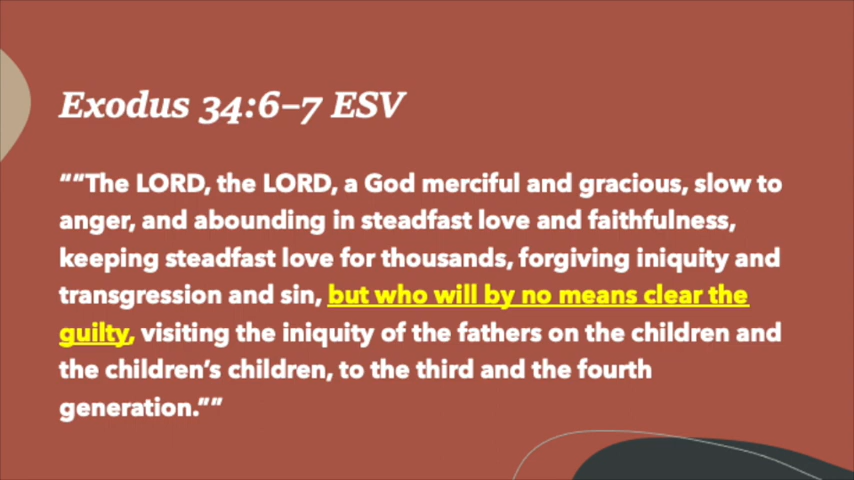 Exodus 34:6–7 ESV
““The LORD, the LORD, a God merciful and gracious, slow to
anger, and abounding in steadfast love and faithfulness,
keeping steadfast love for thousands, forgiving iniquity and
transgression and sin, but who will by no means clear the
guilty, visiting the iniquity of the fathers on the children and
the children’s children, to the third and the fourth
generation.””